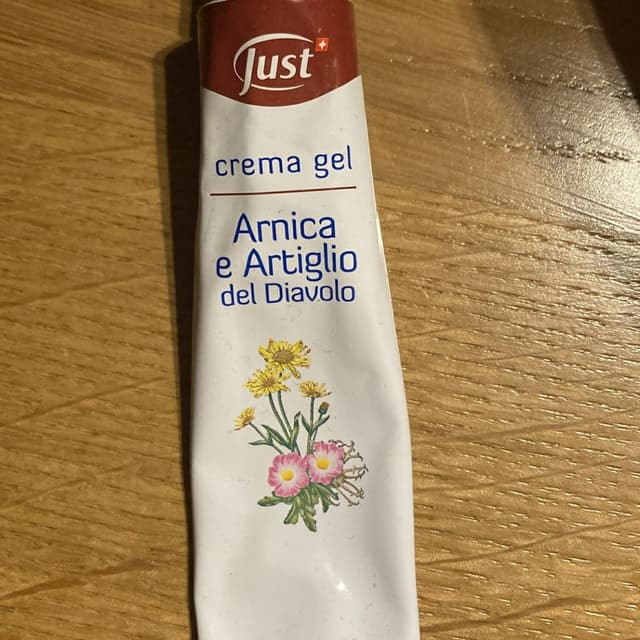 Just
crema gel
Arnica
e Artiglio
del Diavolo